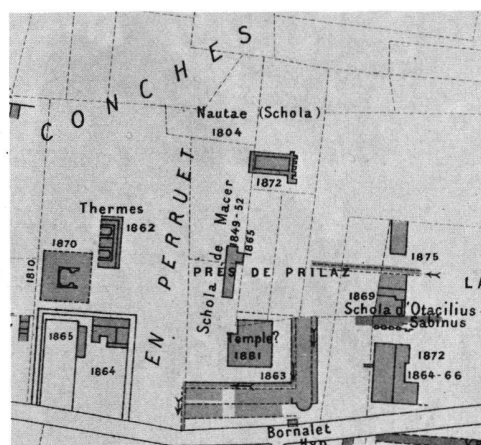 CONCHES
Nautae (Schola)
1804
1872
EN PERRUET
Schola de Macer
1849-52
1865
Thermes
1862
1870
1810
PRÉS DE PRILAZ
1875
LA
1869
Schola d'Otacilius
Sabinus
1865
1864
Temple?
1881
1863
1872
1864-66
Bornalet